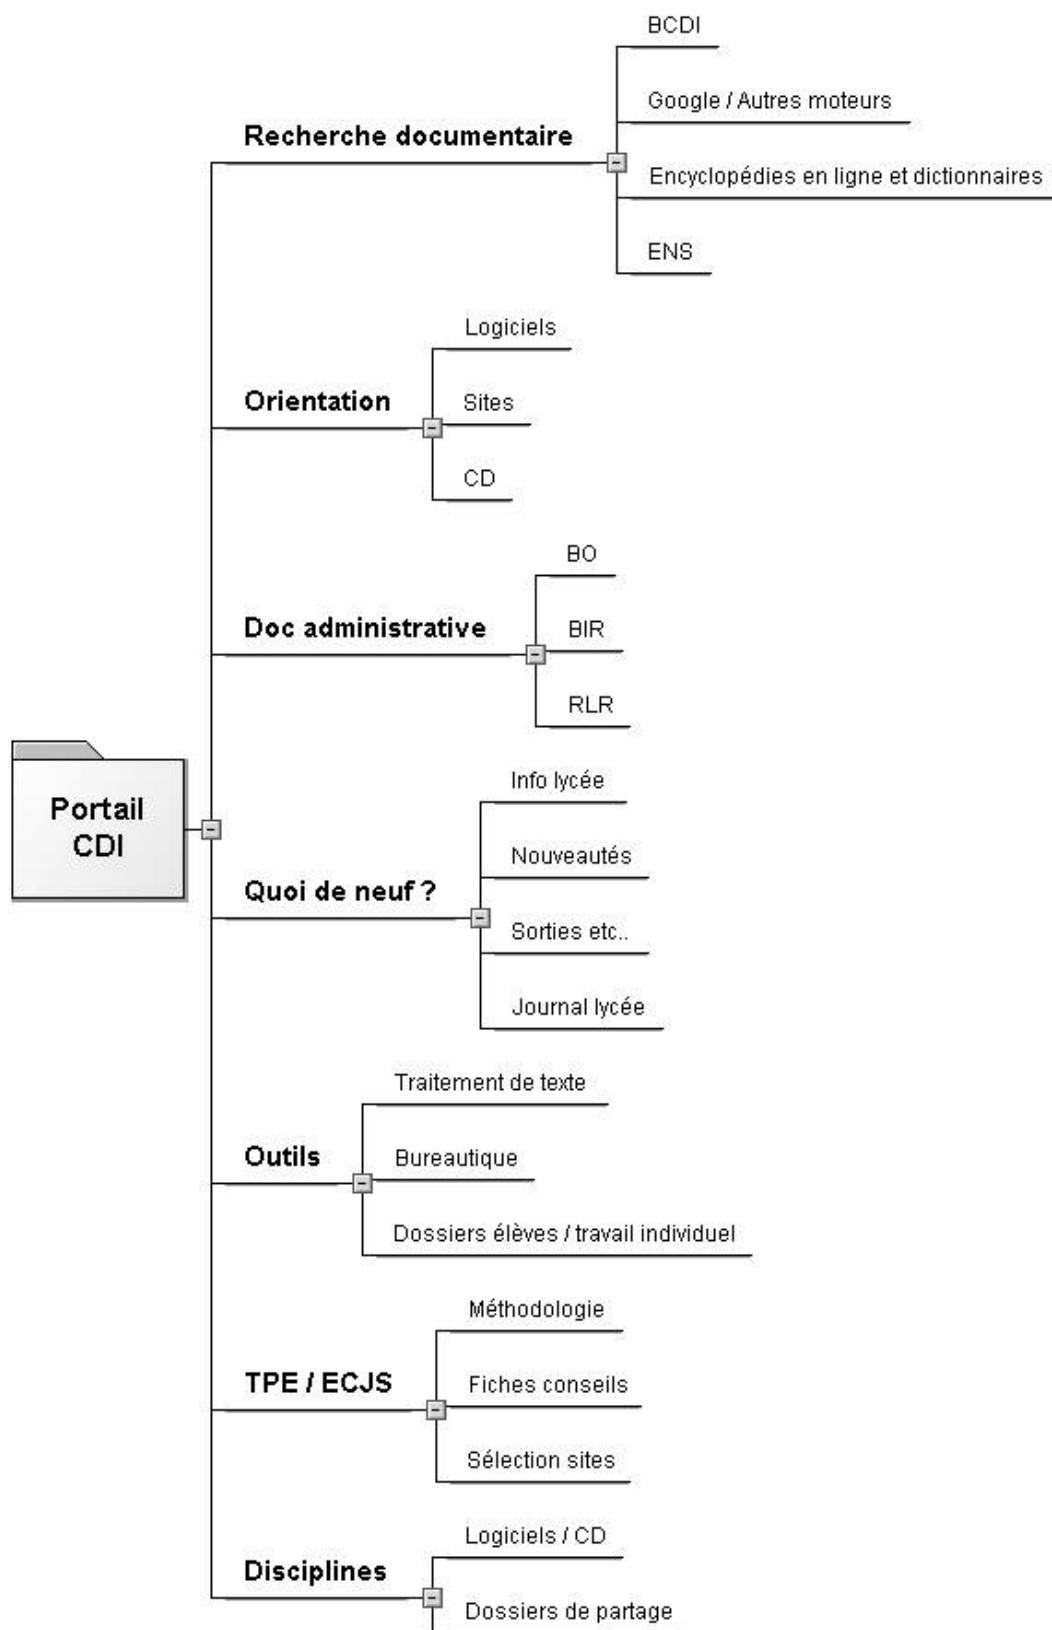 Portail
CDI
Recherche documentaire
BCDI
Google / Autres moteurs
Encyclopédies en ligne et dictionnaires
ENS
Orientation
Logiciels
Sites
CD
Doc administrative
BO
BIR
RLR
Quoi de neuf ?
Info lycée
Nouveautés
Sorties etc..
Journal lycée
Outils
Traitement de texte
Bureautique
Dossiers élèves / travail individuel
TPE / ECJS
Méthodologie
Fiches conseils
Sélection sites
Disciplines
Logiciels / CD
Dossiers de partage